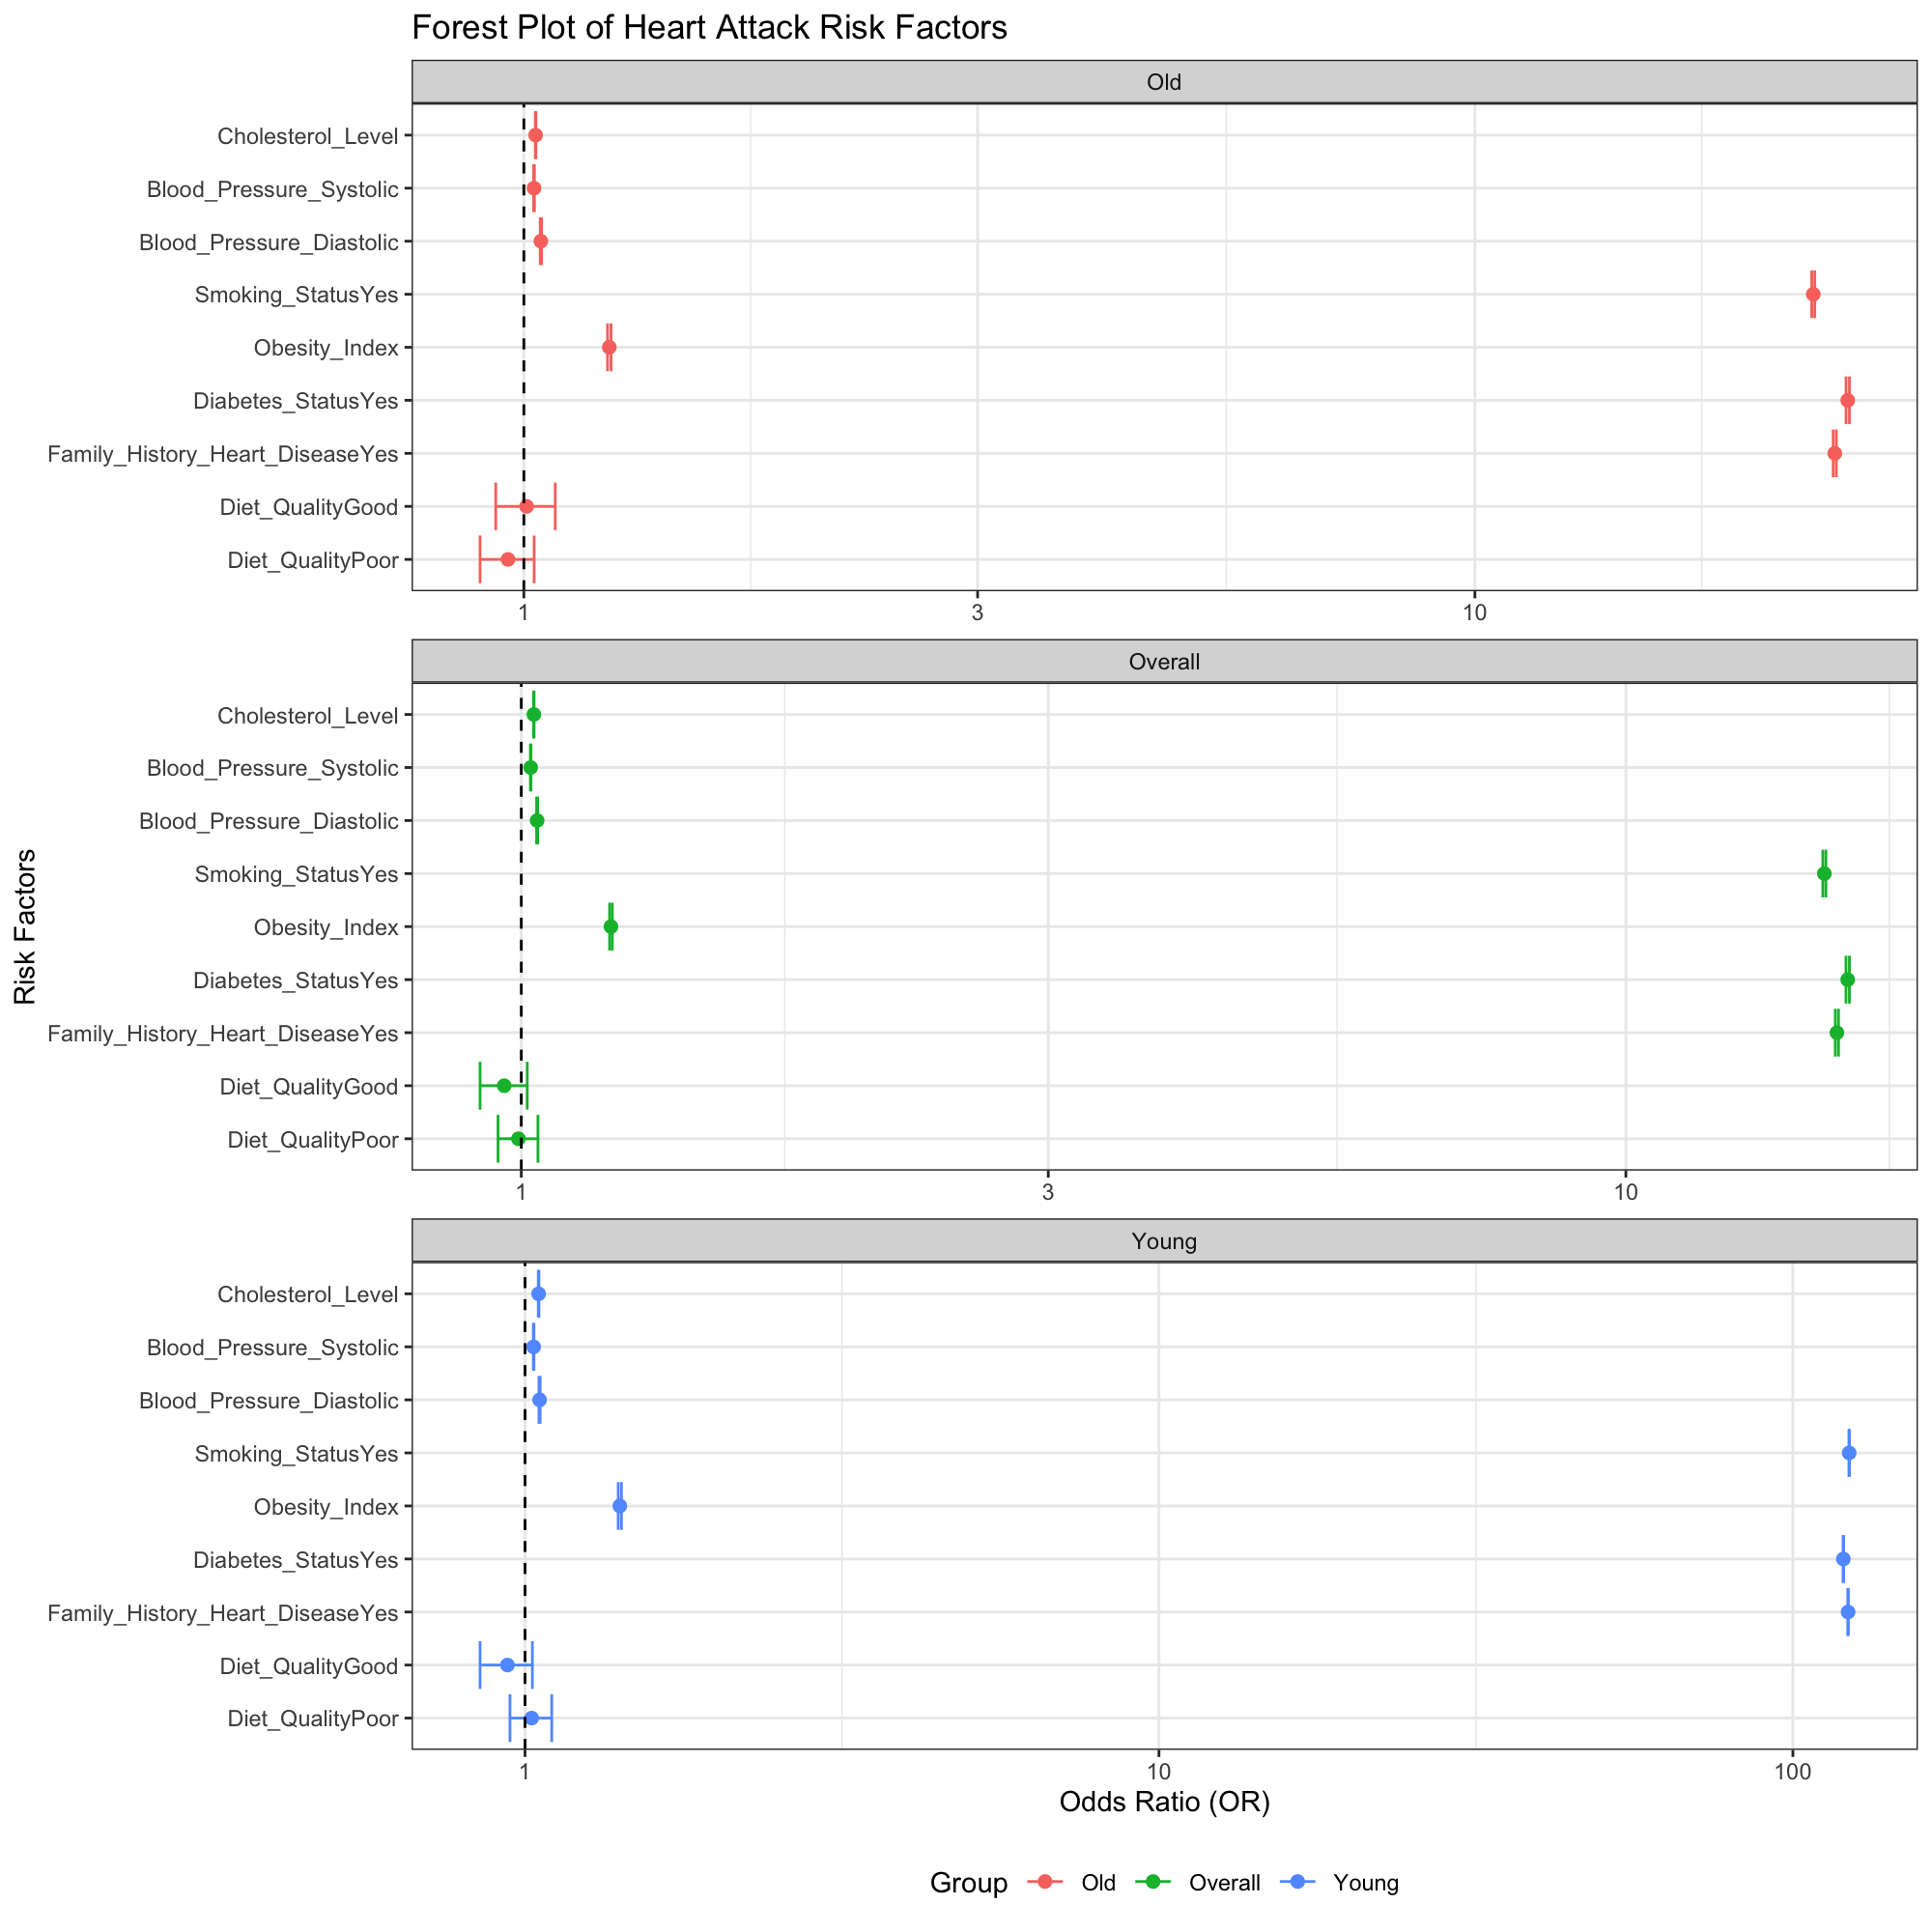 Forest Plot of Heart Attack Risk Factors
Old
Cholesterol_Level
Blood_Pressure_Systolic
Blood_Pressure_Diastolic
Smoking_StatusYes
Obesity_Index
Diabetes_StatusYes
Family_History_Heart_DiseaseYes
Diet_QualityGood
Diet_QualityPoor
1 3 10
Overall
Cholesterol_Level
Blood_Pressure_Systolic
Blood_Pressure_Diastolic
Smoking_StatusYes
Obesity_Index
Diabetes_StatusYes
Family_History_Heart_DiseaseYes
Diet_QualityGood
Diet_QualityPoor
1 3 10
Risk Factors
Young
Cholesterol_Level
Blood_Pressure_Systolic
Blood_Pressure_Diastolic
Smoking_StatusYes
Obesity_Index
Diabetes_StatusYes
Family_History_Heart_DiseaseYes
Diet_QualityGood
Diet_QualityPoor
1 10 100
Odds Ratio (OR)
Group Old Overall Young